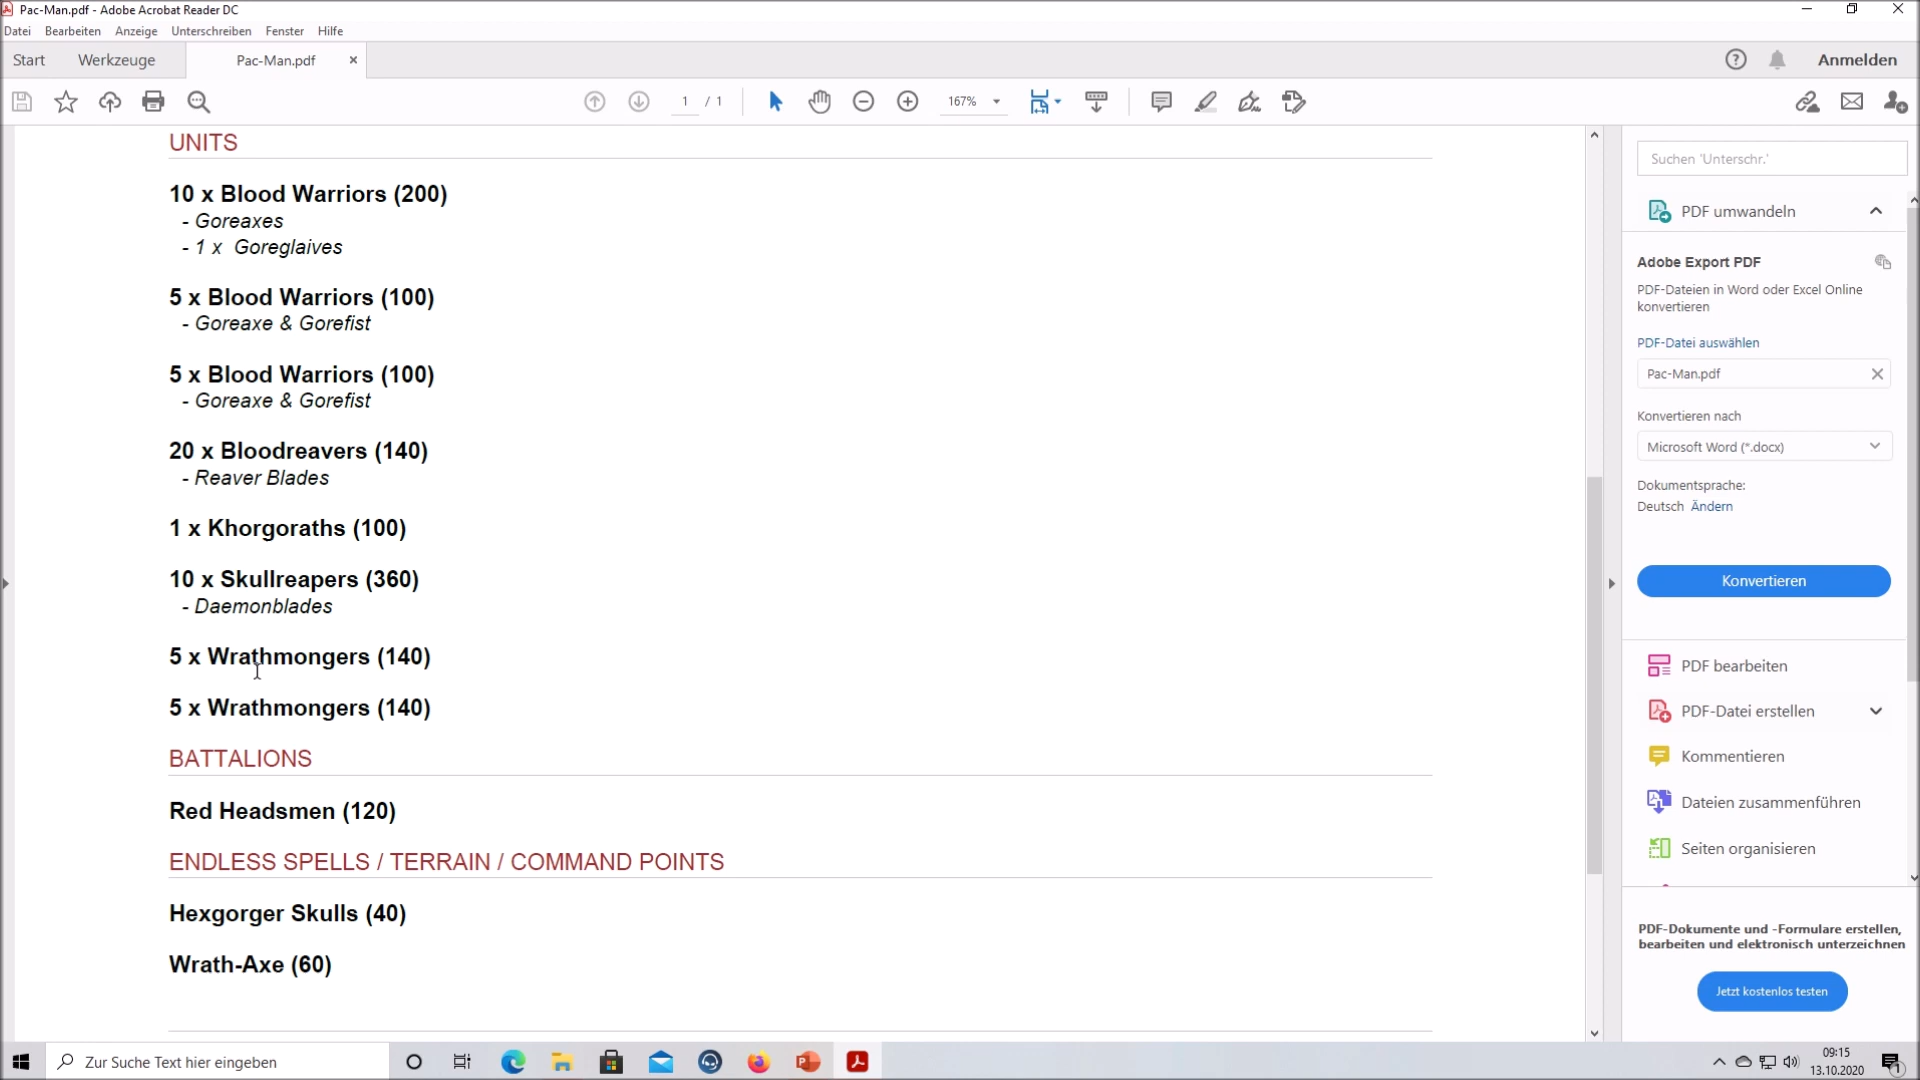 Pac-Man.pdf - Adobe Acrobat Reader DC
Datei Bearbeiten Anzeige Unterschreiben Fenster Hilfe
Start Werkzeuge Pac-Man.pdf × Anmelden
1 / 1 167%
UNITS
10 x Blood Warriors (200)
- Goreaxes
- 1 x Goreglaives
5 x Blood Warriors (100)
- Goreaxe & Gorefist
5 x Blood Warriors (100)
- Goreaxe & Gorefist
20 x Bloodreavers (140)
- Reaver Blades
1 x Khorgoraths (100)
10 x Skullreapers (360)
- Daemonblades
5 x Wrathmongers (140)
5 x Wrathmongers (140)
BATTALIONS
Red Headsmen (120)
ENDLESS SPELLS / TERRAIN / COMMAND POINTS
Hexgorger Skulls (40)
Wrath-Axe (60)
Suchen 'Unterschr.'
PDF umwandeln
Adobe Export PDF
PDF-Dateien in Word oder Excel Online
konvertieren
PDF-Datei auswählen
Pac-Man.pdf
Konvertieren nach
Microsoft Word (*.docx)
Dokumentsprache:
Deutsch Ändern
Konvertieren
PDF bearbeiten
PDF-Datei erstellen
Kommentieren
Dateien zusammenführen
Seiten organisieren
PDF-Dokumente und -Formulare erstellen,
bearbeiten und elektronisch unterzeichnen
Jetzt kostenlos testen
Zur Suche Text hier eingeben
09:15
13.10.2020
1